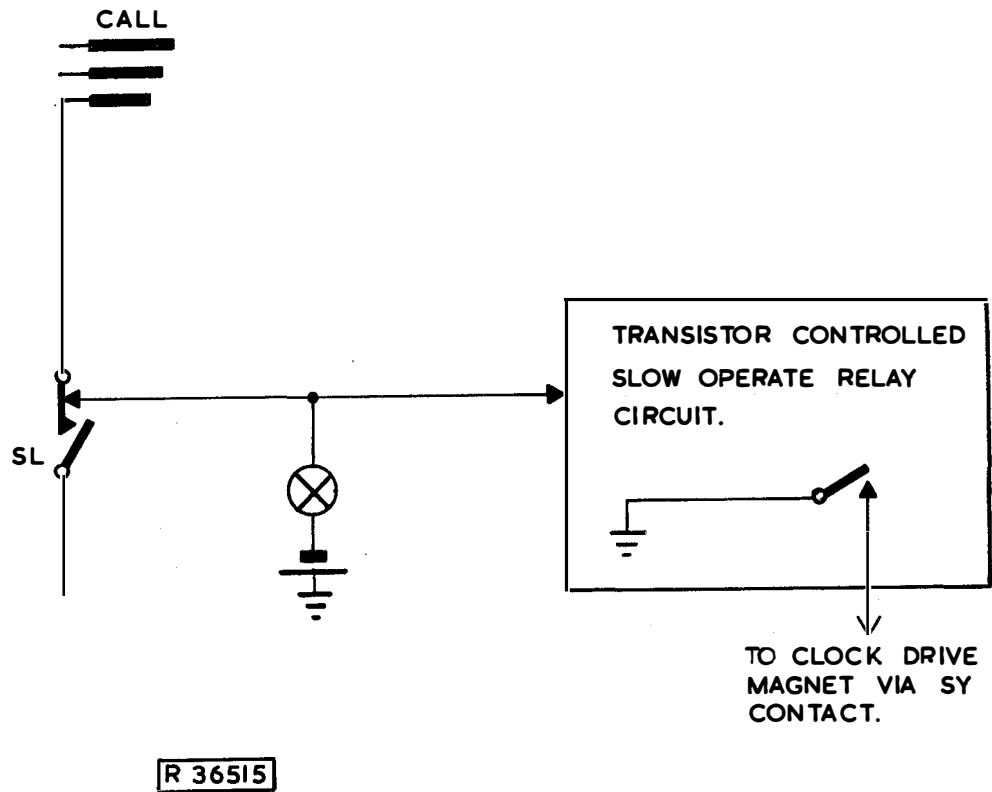 CALL
TRANSISTOR CONTROLLED
SLOW OPERATE RELAY
CIRCUIT.
SL
TO CLOCK DRIVE
MAGNET VIA SY
CONTACT.
R 36515